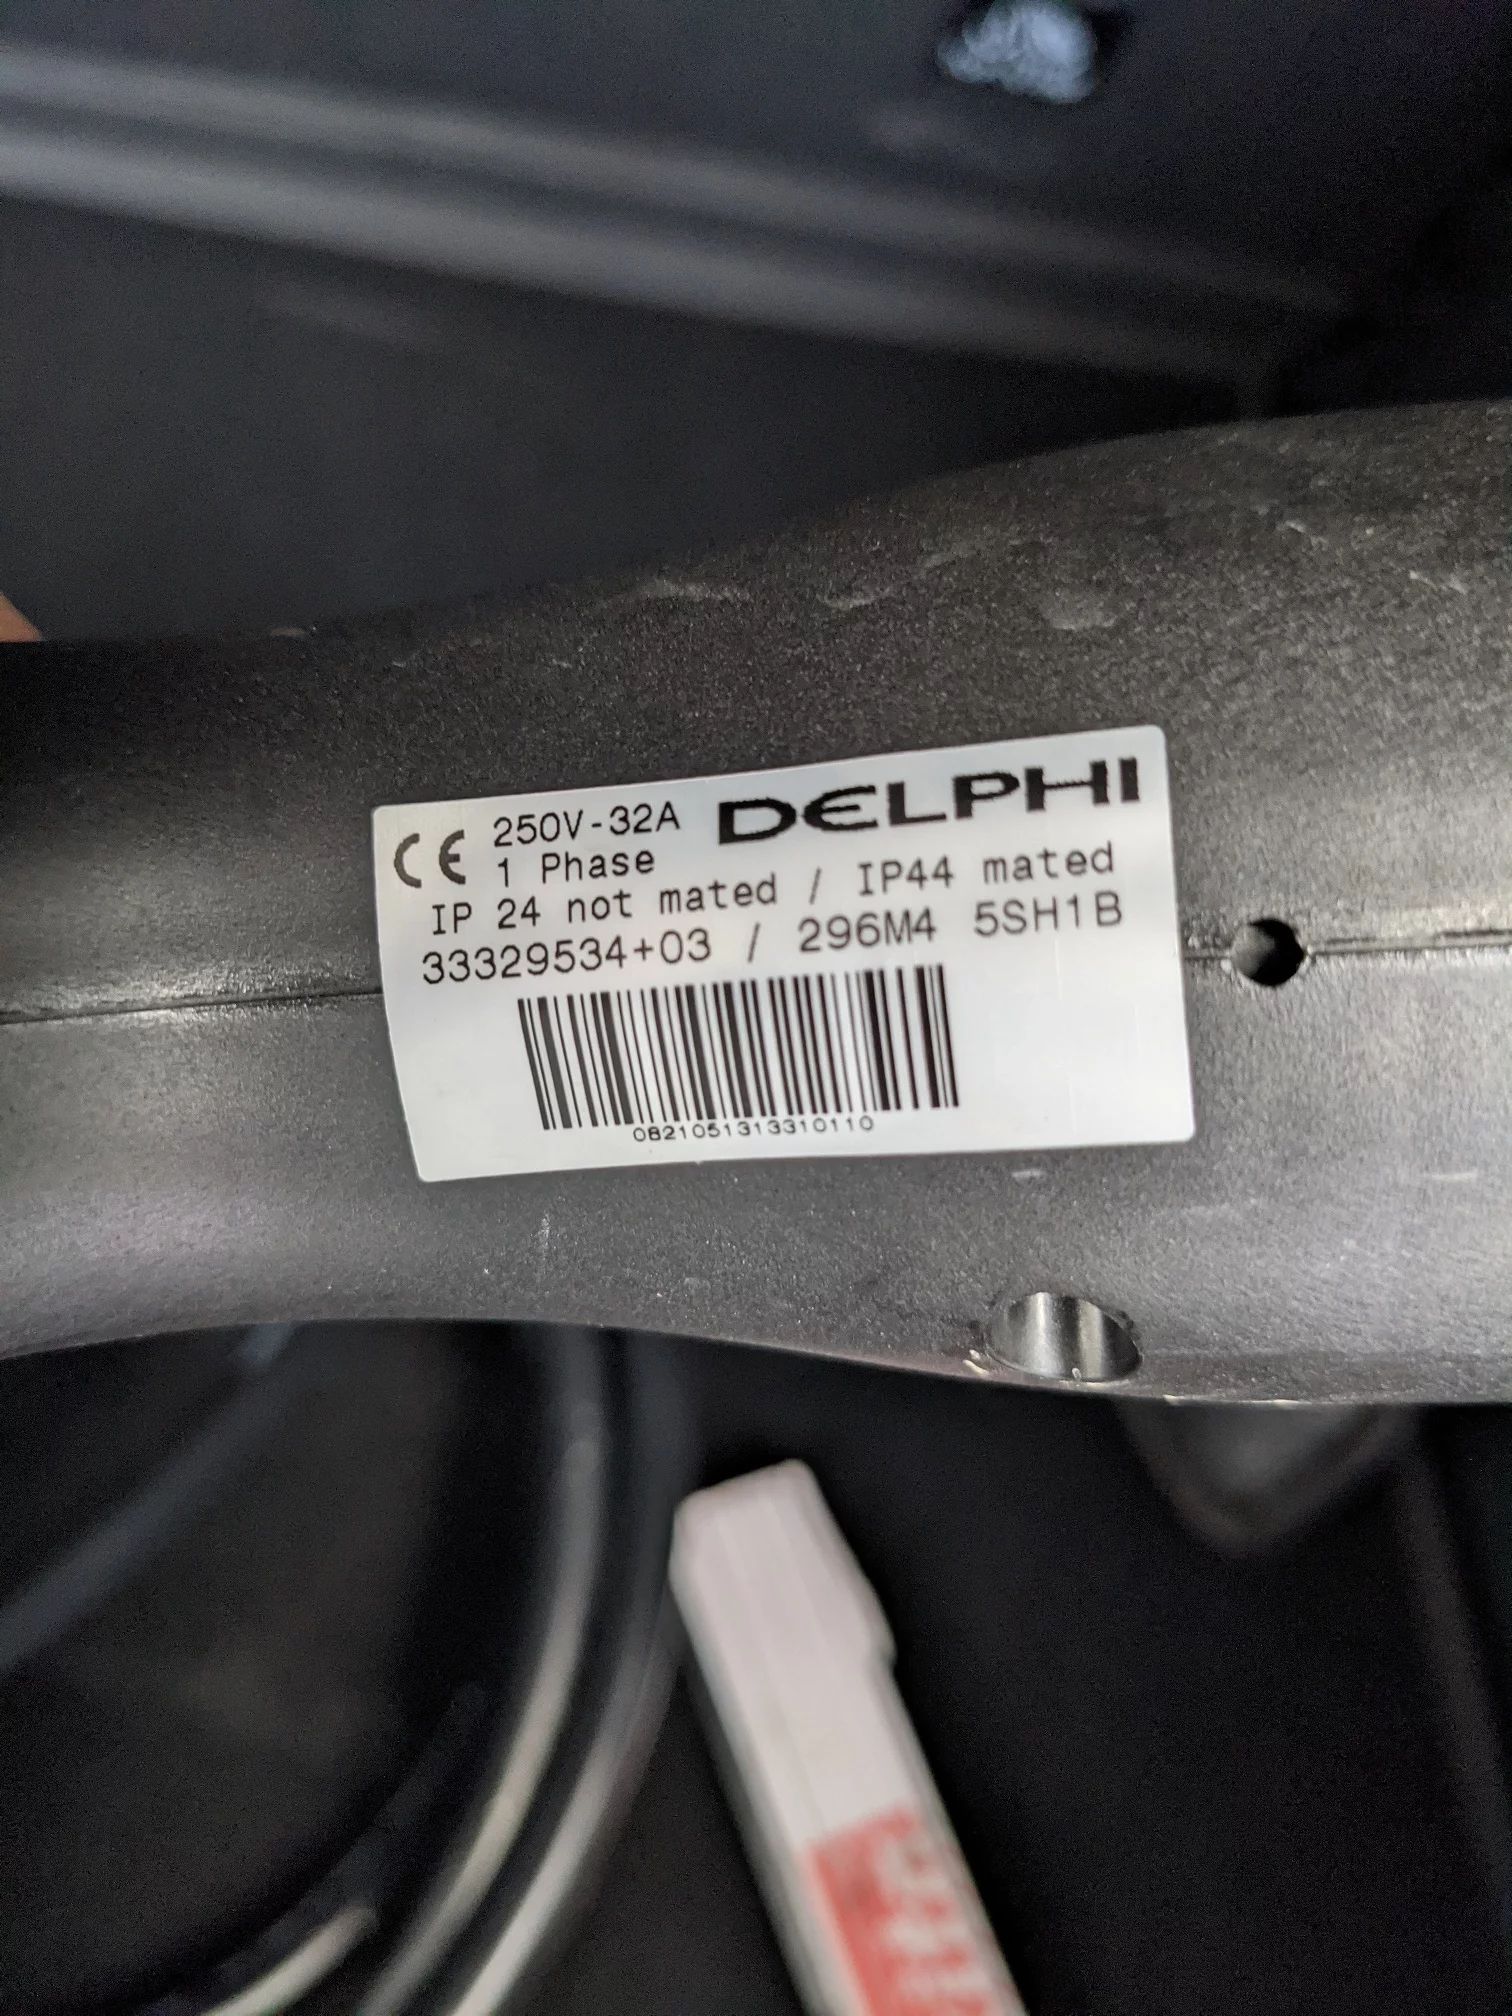 CE 250V-32A DELPHI
1 Phase
IP 24 not mated / IP44 mated
33329534+03 / 296M4 5SH1B
0821051313310110